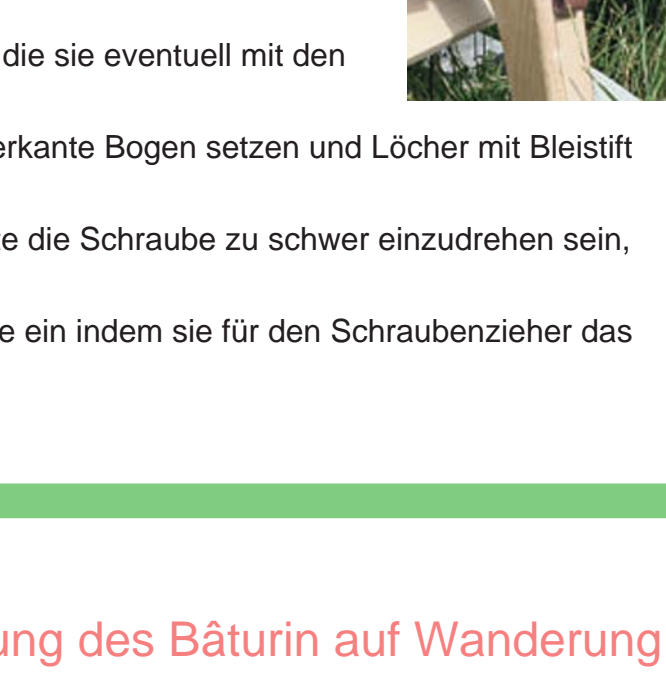 die sie eventuell mit den
erkante Bogen setzen und Löcher mit Bleistift
te die Schraube zu schwer einzudrehen sein,
e ein indem sie für den Schraubenzieher das
ung des Bâturin auf Wanderung